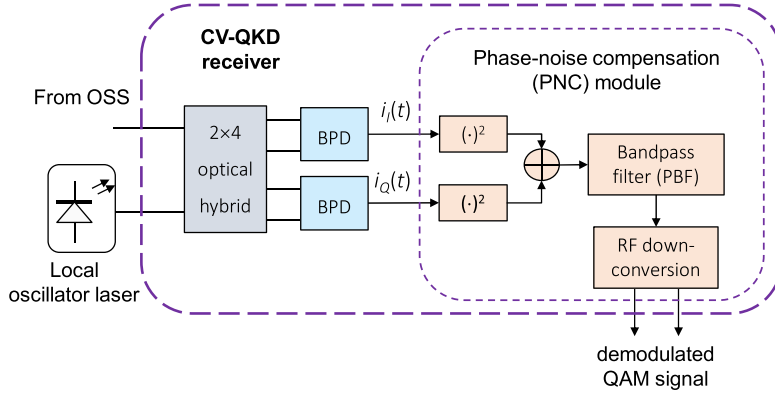 CV-QKD
receiver
Phase-noise compensation
(PNC) module
From OSS
2×4
optical
hybrid
BPD
BPD
i_I(t)
i_Q(t)
(·)²
(·)²
Bandpass
filter (PBF)
RF down-
conversion
Local
oscillator laser
demodulated
QAM signal